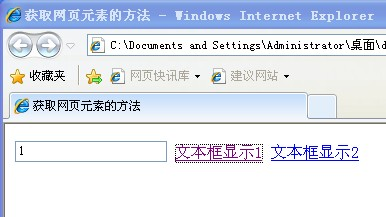 获取网页元素的方法 - Windows Internet Explorer
C:\Documents and Settings\Administrator\桌面\d
收藏夹 网页快讯库 建议网站
获取网页元素的方法
1 文本框显示1 文本框显示2